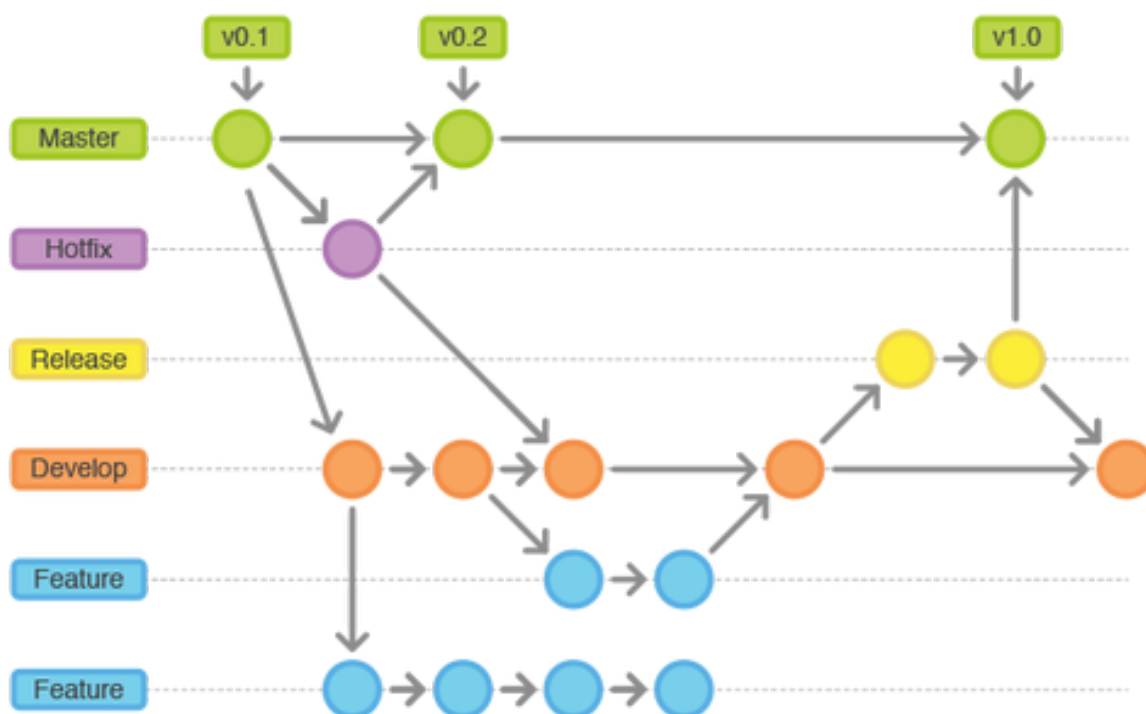 v0.1
v0.2
v1.0
Master
Hotfix
Release
Develop
Feature
Feature